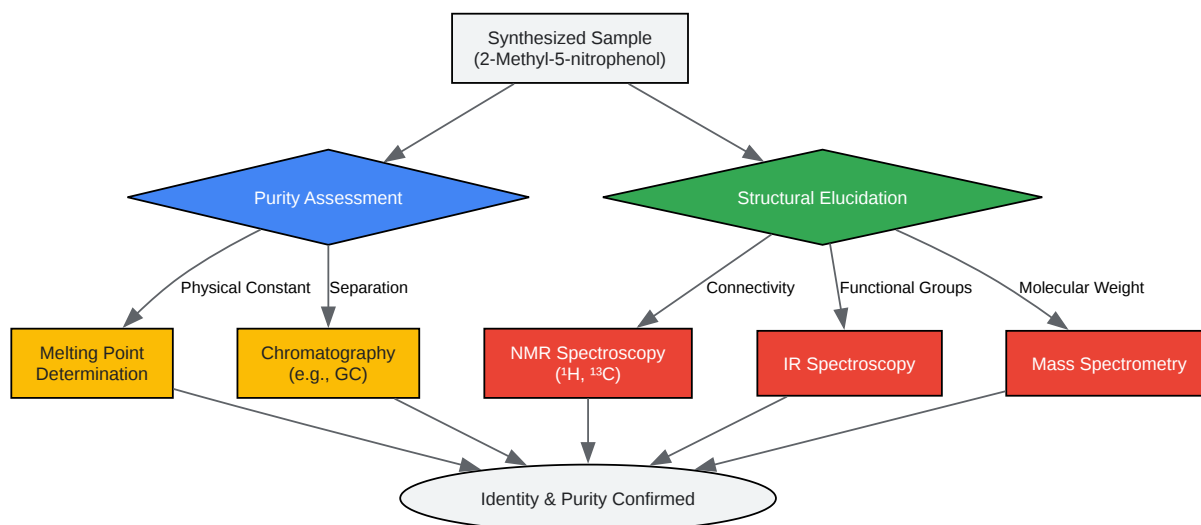 Synthesized Sample
(2-Methyl-5-nitrophenol)
Purity Assessment
Structural Elucidation
Physical Constant
Separation
Connectivity
Functional Groups
Molecular Weight
Melting Point
Determination
Chromatography
(e.g., GC)
NMR Spectroscopy
(¹H, ¹³C)
IR Spectroscopy
Mass Spectrometry
Identity & Purity Confirmed